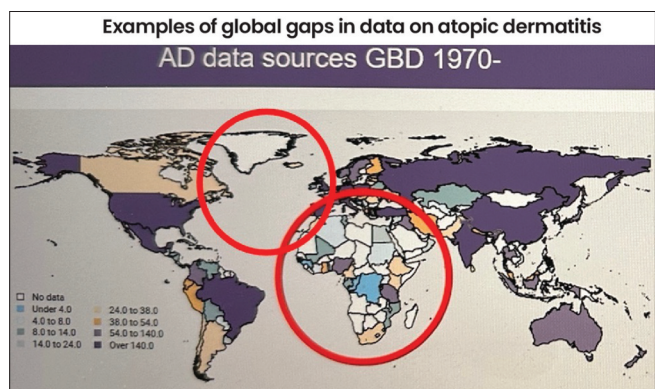 Examples of global gaps in data on atopic dermatitis
AD data sources GBD 1970-
No data
Under 4.0
4.0 to 8.0
8.0 to 14.0
14.0 to 24.0
24.0 to 38.0
38.0 to 54.0
54.0 to 140.0
Over 140.0